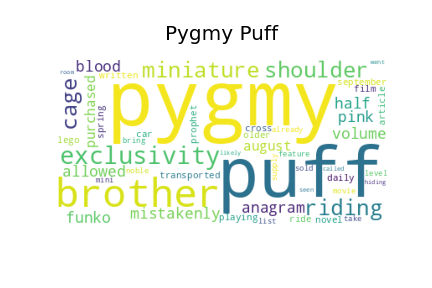 Pygmy Puff
blood
miniature
shoulder
room
went
cage
purchased
written
september
film
pygmy
half
article
spring
prophet
pink
lego
car
bring
cross
already
volume
older
august
exclusivity
puff
likely
feature
allowed
noble
transported
supply
sold
called
level
mini
daily
hiding
brother
movie
seen
anagram
riding
funko
mistakenly
playing
list
ride
novel
take